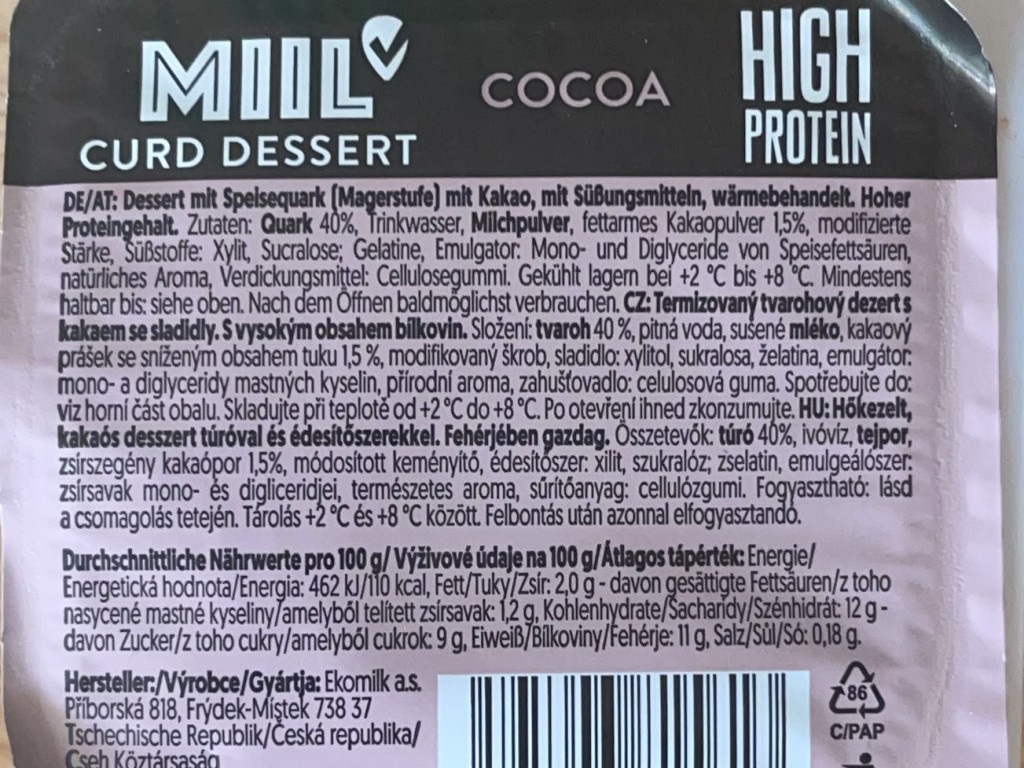 MIIL
COCOA
HIGH
PROTEIN
CURD DESSERT
DE/AT: Dessert mit Speisequark (Magerstufe) mit Kakao, mit Süßungsmitteln, wärmebehandelt. Hoher
Proteingehalt. Zutaten: Quark 40%, Trinkwasser, Milchpulver, fettarmes Kakaopulver 1,5%, modifizierte
Stärke, Süßstoffe: Xylit, Sucralose; Gelatine, Emulgator: Mono- und Diglyceride von Speisefettsäuren,
natürliches Aroma, Verdickungsmittel: Cellulosegummi. Gekühlt lagern bei +2 °C bis +8 °C. Mindestens
haltbar bis: siehe oben. Nach dem Öffnen baldmöglichst verbrauchen. CZ: Termizovaný tvarohový dezert s
kakaem se sladidly. S vysokým obsahem bílkovin. Složení: tvaroh 40 %, pitná voda, sušené mléko, kakaový
prášek se sníženým obsahem tuku 1,5 %, modifikovaný škrob, sladidlo: xylitol, sukralosa, želatina, emulgátor:
mono- a diglyceridy mastných kyselin, přírodní aroma, zahušťovadlo: celulosová guma. Spotřebujte do:
viz horní část obalu. Skladujte při teplotě od +2 °C do +8 °C. Po otevření ihned zkonzumujte. HU: Hőkezelt,
kakaós desszert túróval és édesítőszerekkel. Fehérjében gazdag. Összetevők: túró 40%, ivóvíz, tejpor,
zsírszegény kakaópor 1,5%, módosított keményítő, édesítőszer: xilit, szukralóz; zselatin, emulgeálószer:
zsírsavak mono- és digliceridjei, természetes aroma, sűrítőanyag: cellulózgumi. Fogyasztható: lásd
a csomagolás tetején. Tárolás +2 °C és +8 °C között. Felbontás után azonnal elfogyasztandó.
Durchschnittliche Nährwerte pro 100 g/ Výživové údaje na 100 g/Átlagos tápérték: Energie/
Energetická hodnota/Energia: 462 kJ/110 kcal, Fett/Tuky/Zsír: 2,0 g - davon gesättigte Fettsäuren/z toho
nasycené mastné kyseliny/amelyből telített zsírsavak: 1,2 g, Kohlenhydrate/Sacharidy/Szénhidrát: 12 g -
davon Zucker/z toho cukry/amelyből cukrok: 9 g, Eiweiß/Bílkoviny/Fehérje: 11 g, Salz/Sůl/Só: 0,18 g.
Hersteller:/Výrobce/Gyártja: Ekomilk a.s.
Příborská 818, Frýdek-Místek 738 37
Tschechische Republik/Česká republika/
Cseh Köztársaság
86
C/PAP